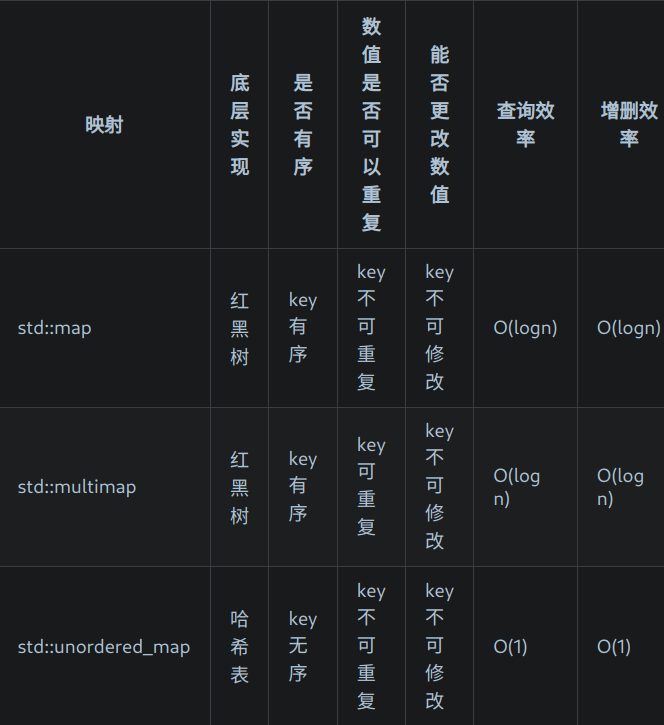 映射
底层实现
是否有序
数值是否可以重复
能否更改数值
查询效率
增删效率
std::map
红黑树
key有序
key不可重复
key不可修改
O(logn)
O(logn)
std::multimap
红黑树
key有序
key可重复
key不可修改
O(log n)
O(log n)
std::unordered_map
哈希表
key无序
key不可重复
key不可修改
O(1)
O(1)